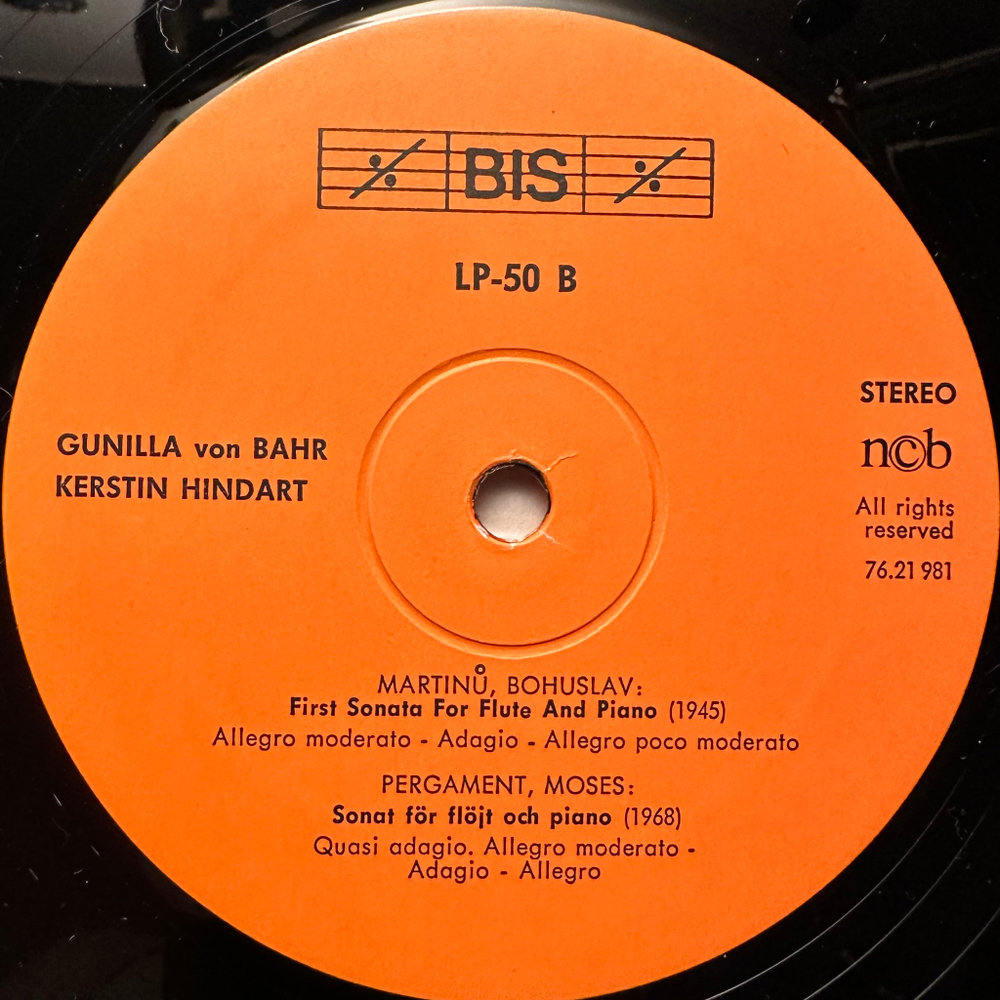 BIS
LP-50 B
STEREO
ncb
All rights
reserved
76.21 981
GUNILLA von BAHR
KERSTIN HINDART
MARTINŮ, BOHUSLAV:
First Sonata For Flute And Piano (1945)
Allegro moderato - Adagio - Allegro poco moderato
PERGAMENT, MOSES:
Sonat för flöjt och piano (1968)
Quasi adagio. Allegro moderato -
Adagio - Allegro